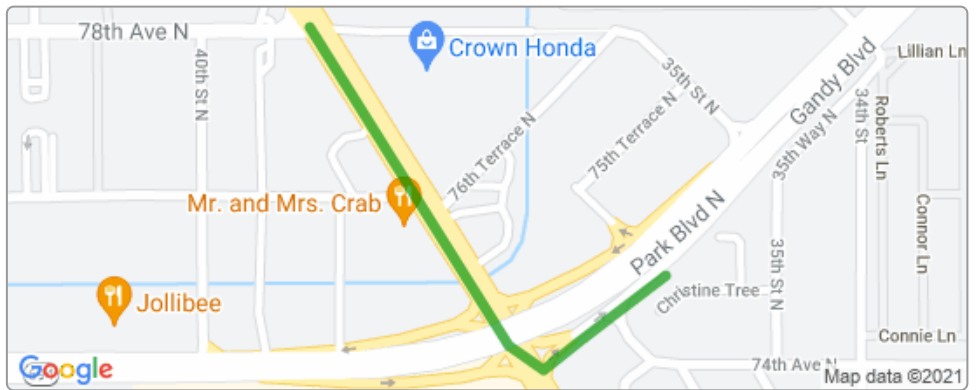 78th Ave N
40th St N
Crown Honda
35th St N
Gandy Blvd
Lillian Ln
35th Way N
34th St
Roberts Ln
76th Terrace N
75th Terrace N
Mr. and Mrs. Crab
Park Blvd N
Connor Ln
35th St N
Christine Tree
Jollibee
Connie Ln
74th Ave N
Google
Map data ©2021